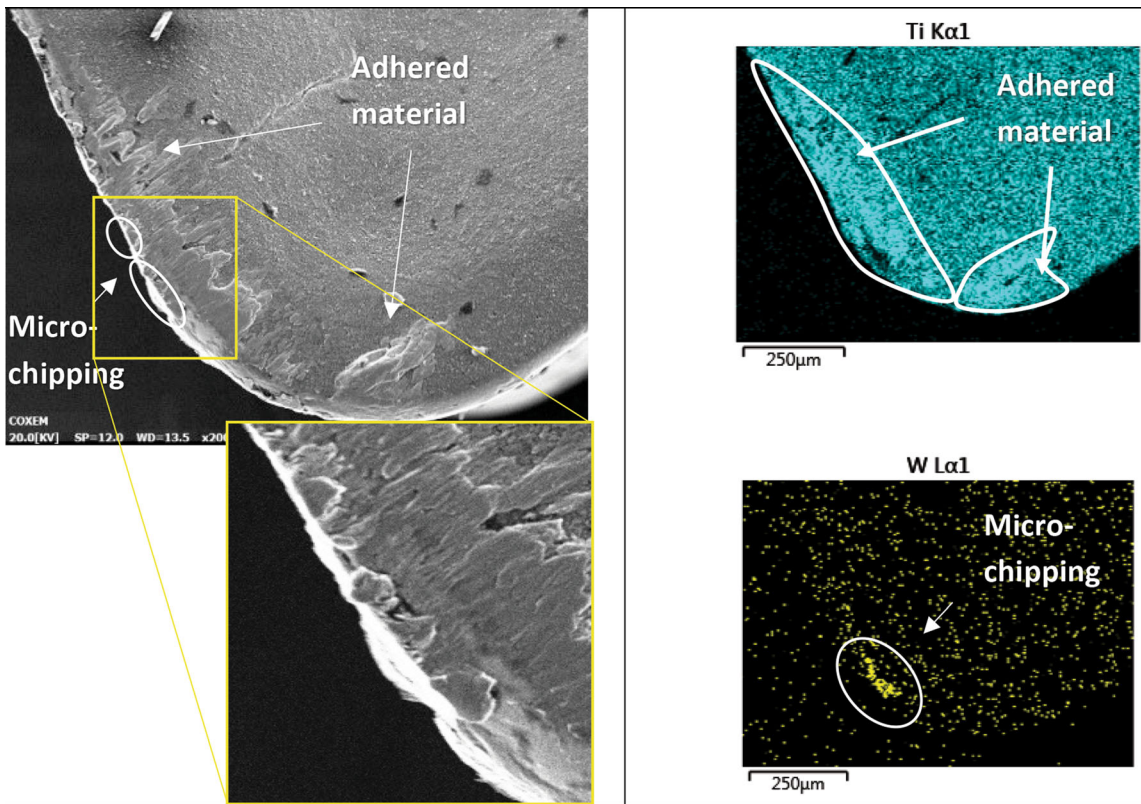 Adhered
material
Micro-
chipping
COXEM
20.0[KV] SP=12.0 WD=13.5 x200
Ti Kα1
Adhered
material
250μm
W Lα1
Micro-
chipping
250μm